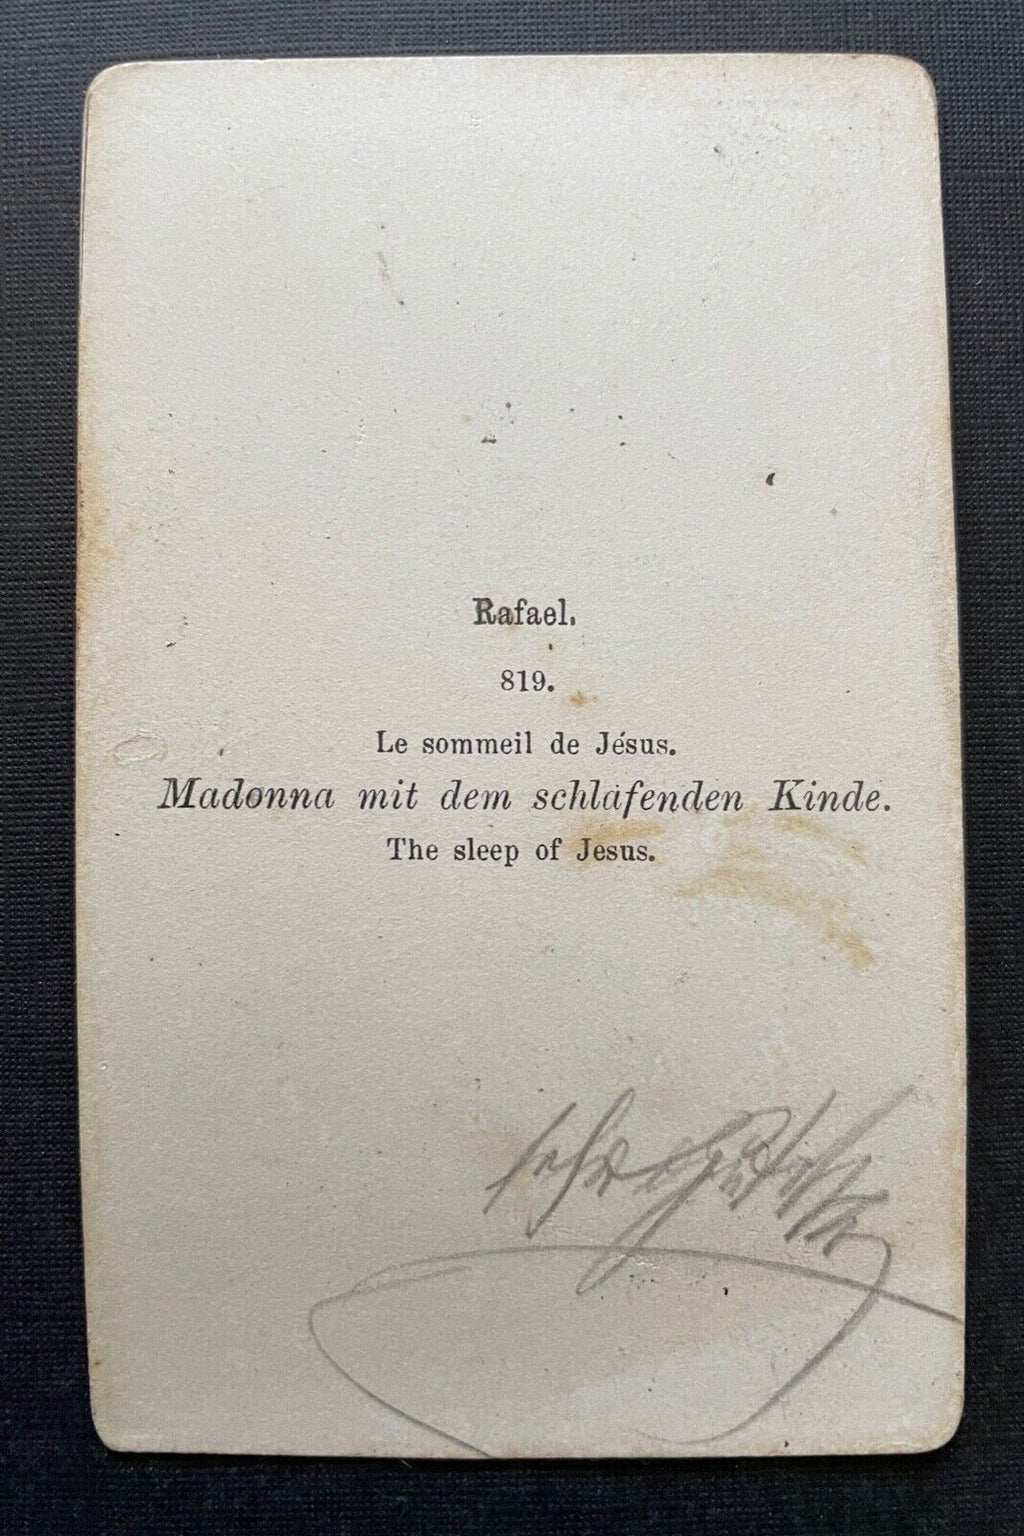 Rafael.
819.
Le sommeil de Jésus.
Madonna mit dem schlafenden Kinde.
The sleep of Jesus.